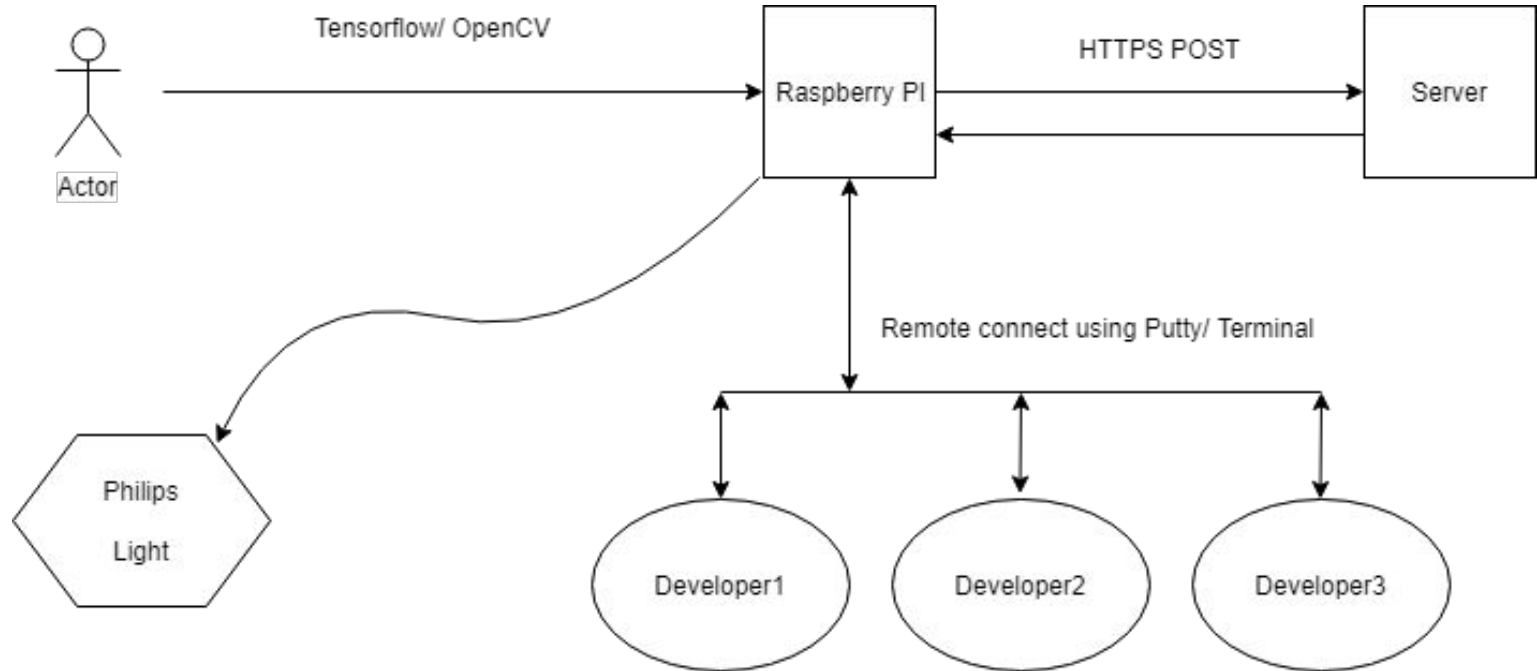 Tensorflow/ OpenCV
HTTPS POST
Raspberry PI
Server
Actor
Remote connect using Putty/ Terminal
Philips
Light
Developer1
Developer2
Developer3